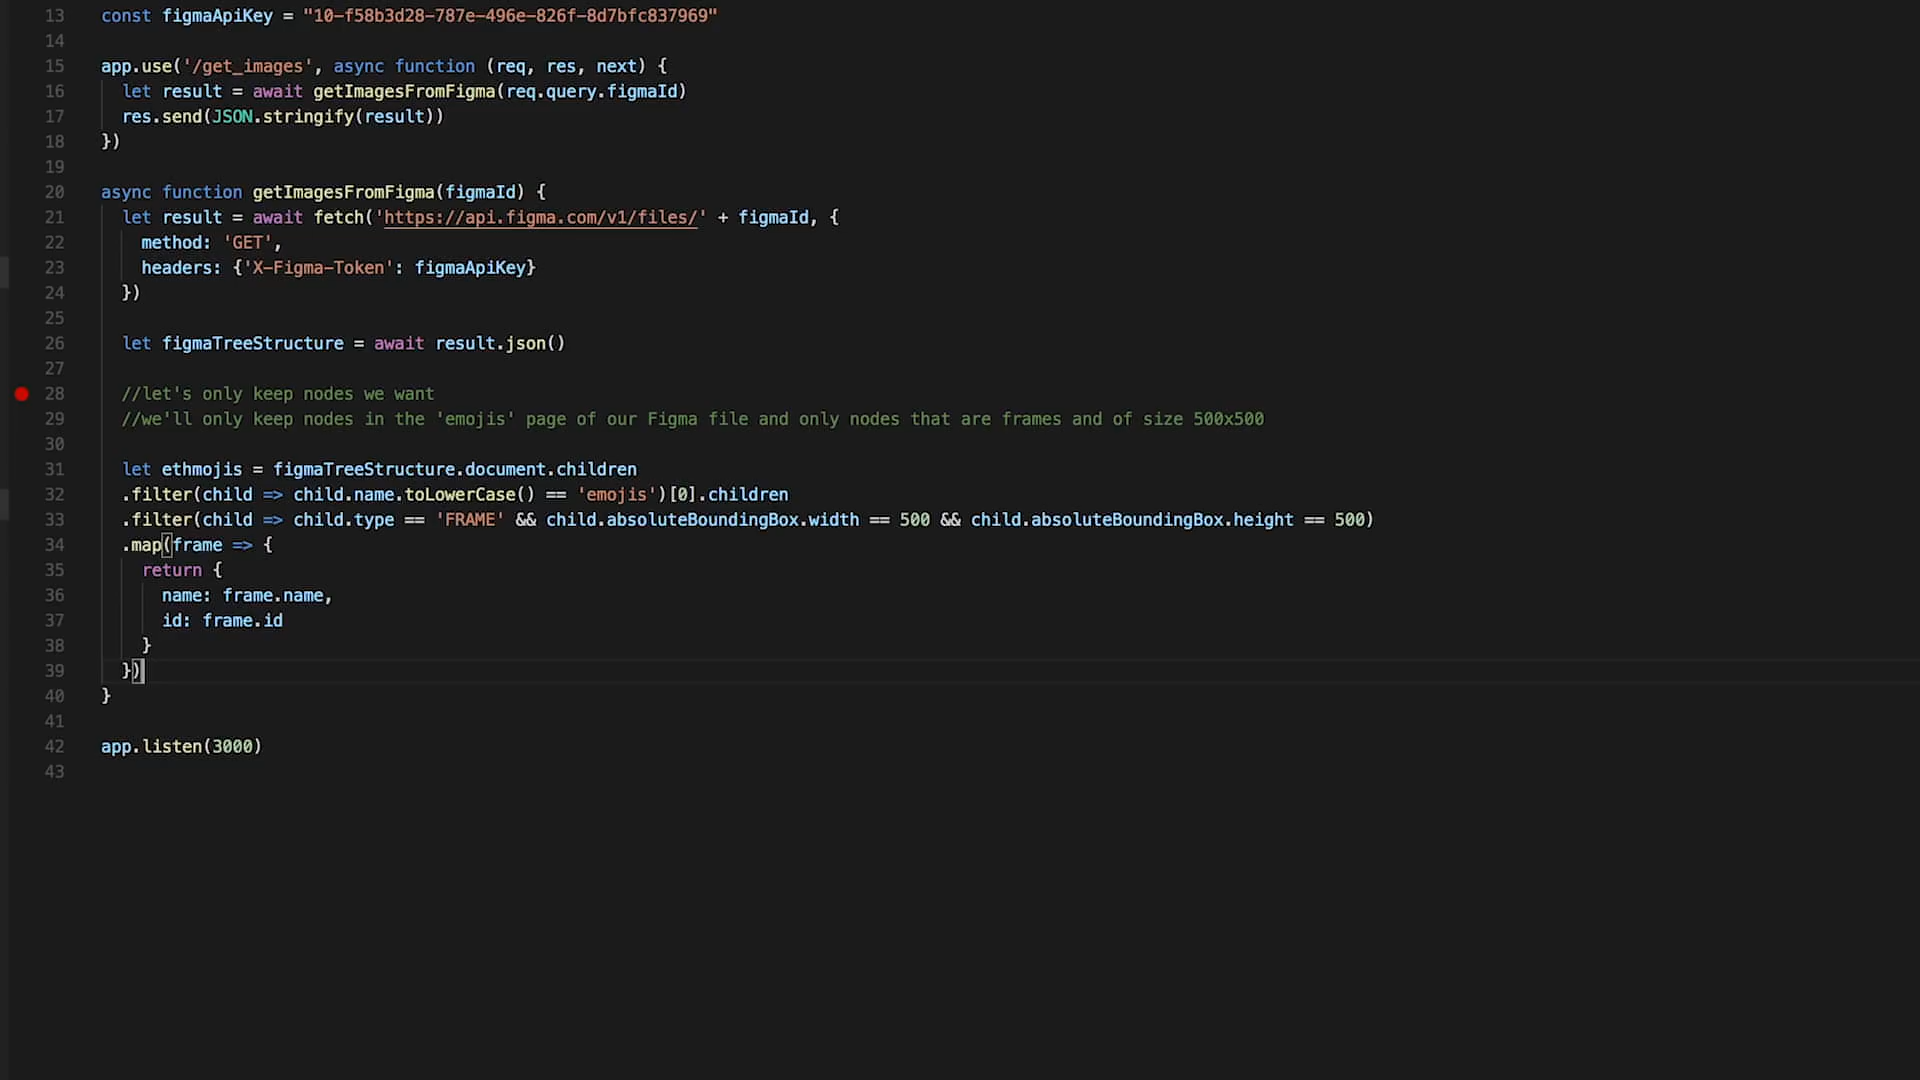 13 const figmaApiKey = "10-f58b3d28-787e-496e-826f-8d7bfc837969"
14
15 app.use('/get_images', async function (req, res, next) {
16 let result = await getImagesFromFigma(req.query.figmaId)
17 res.send(JSON.stringify(result))
18 })
19
20 async function getImagesFromFigma(figmaId) {
21 let result = await fetch('https://api.figma.com/v1/files/' + figmaId, {
22 method: 'GET',
23 headers: {'X-Figma-Token': figmaApiKey}
24 })
25
26 let figmaTreeStructure = await result.json()
27
28 //let's only keep nodes we want
29 //we'll only keep nodes in the 'emojis' page of our Figma file and only nodes that are frames and of size 500x500
30
31 let ethmojis = figmaTreeStructure.document.children
32 .filter(child => child.name.toLowerCase() == 'emojis')[0].children
33 .filter(child => child.type == 'FRAME' && child.absoluteBoundingBox.width == 500 && child.absoluteBoundingBox.height == 500)
34 .map(frame => {
35 return {
36 name: frame.name,
37 id: frame.id
38 }
39 })
40 }
41
42 app.listen(3000)
43